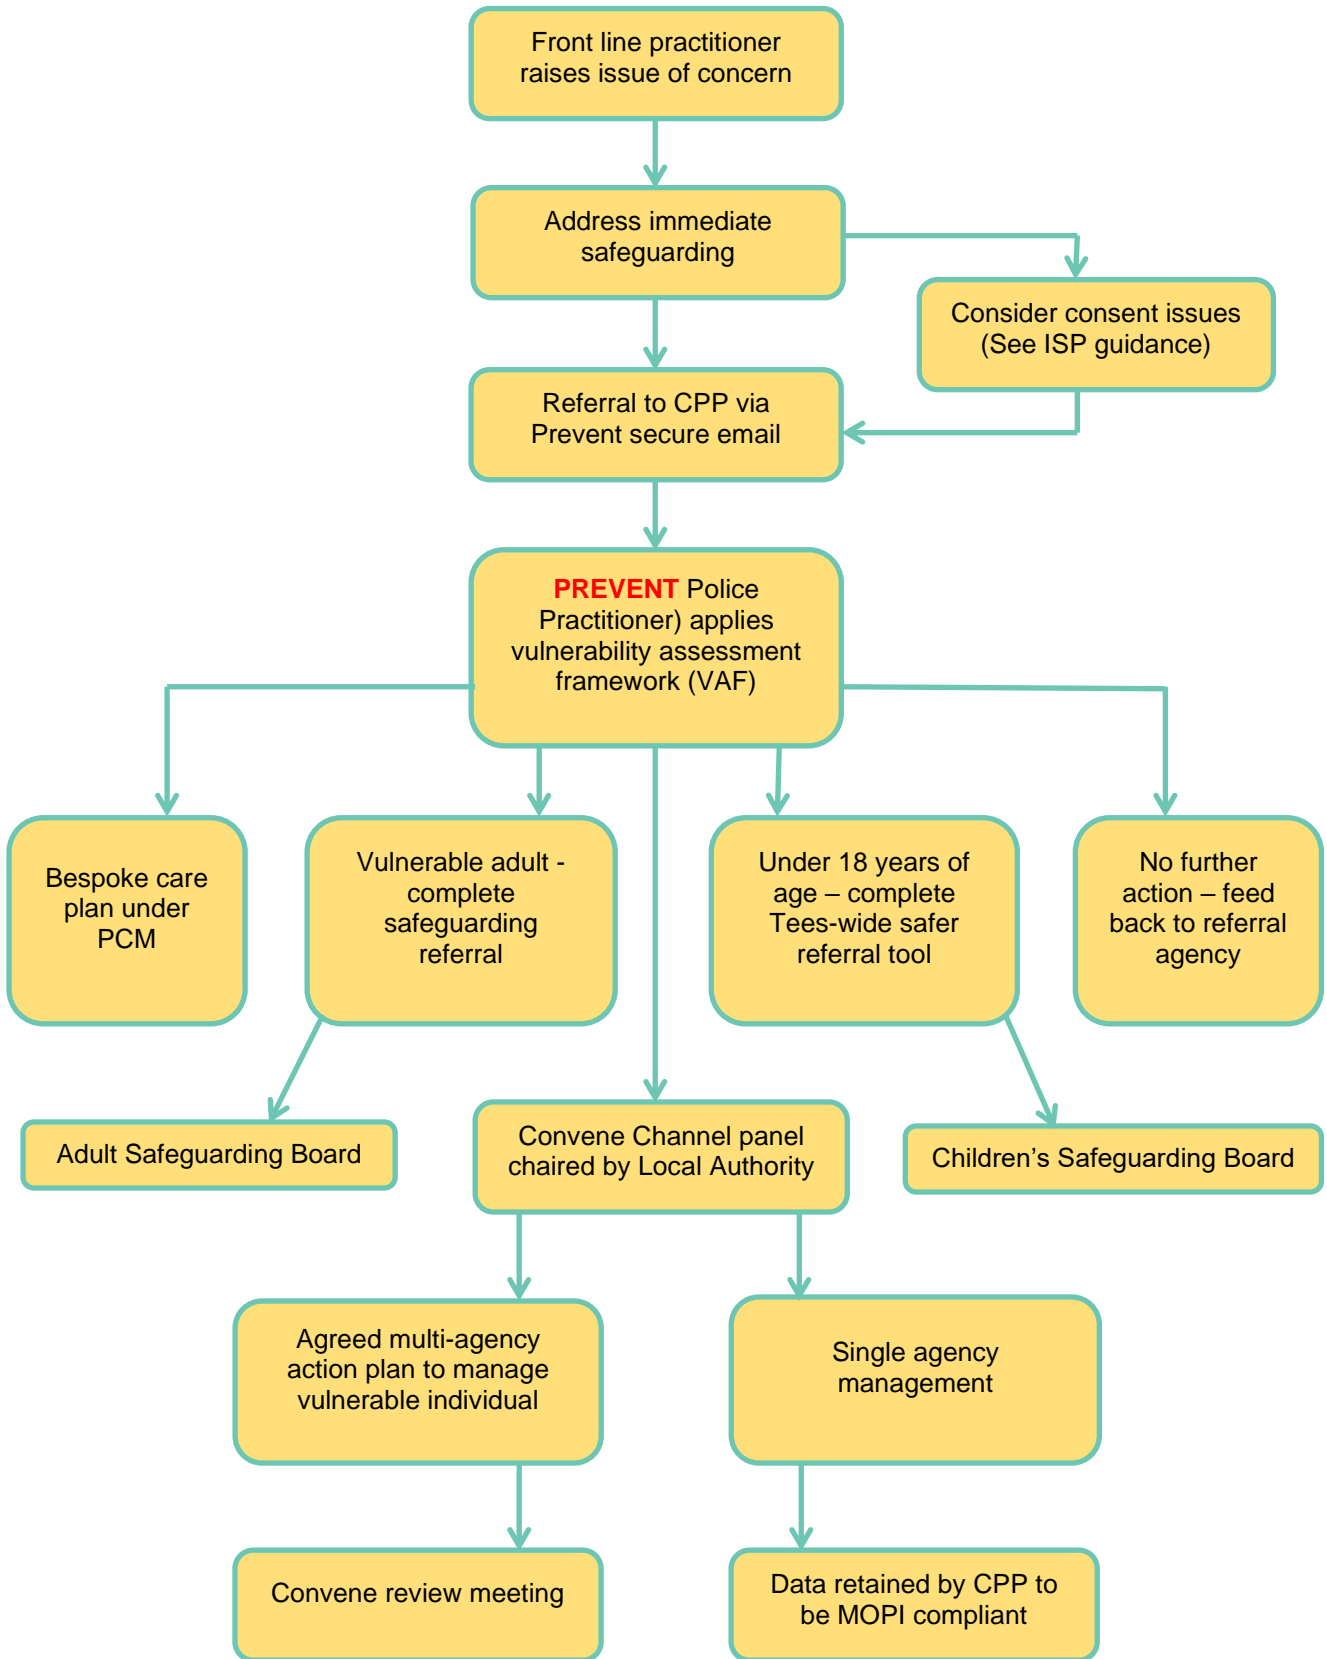 Front line practitioner
raises issue of concern
Address immediate
safeguarding
Consider consent issues
(See ISP guidance)
Referral to CPP via
Prevent secure email
PREVENT Police
Practitioner) applies
vulnerability assessment
framework (VAF)
Bespoke care
plan under
PCM
Vulnerable adult -
complete
safeguarding
referral
Under 18 years of
age – complete
Tees-wide safer
referral tool
No further
action – feed
back to referral
agency
Adult Safeguarding Board
Convene Channel panel
chaired by Local Authority
Children’s Safeguarding Board
Agreed multi-agency
action plan to manage
vulnerable individual
Single agency
management
Convene review meeting
Data retained by CPP to
be MOPI compliant